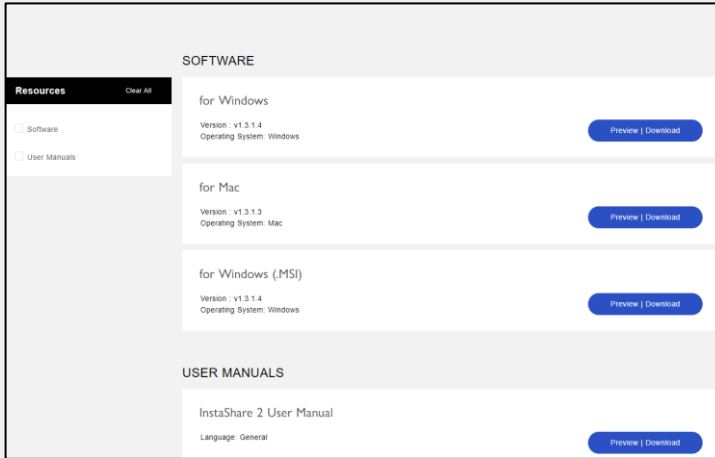 SOFTWARE
Resources Clear All
Software
User Manuals
for Windows
Version : v1.3.1.4
Operating System: Windows
Preview | Download
for Mac
Version : v1.3.1.3
Operating System: Mac
Preview | Download
for Windows (.MSI)
Version : v1.3.1.4
Operating System: Windows
Preview | Download
USER MANUALS
InstaShare 2 User Manual
Language: General
Preview | Download